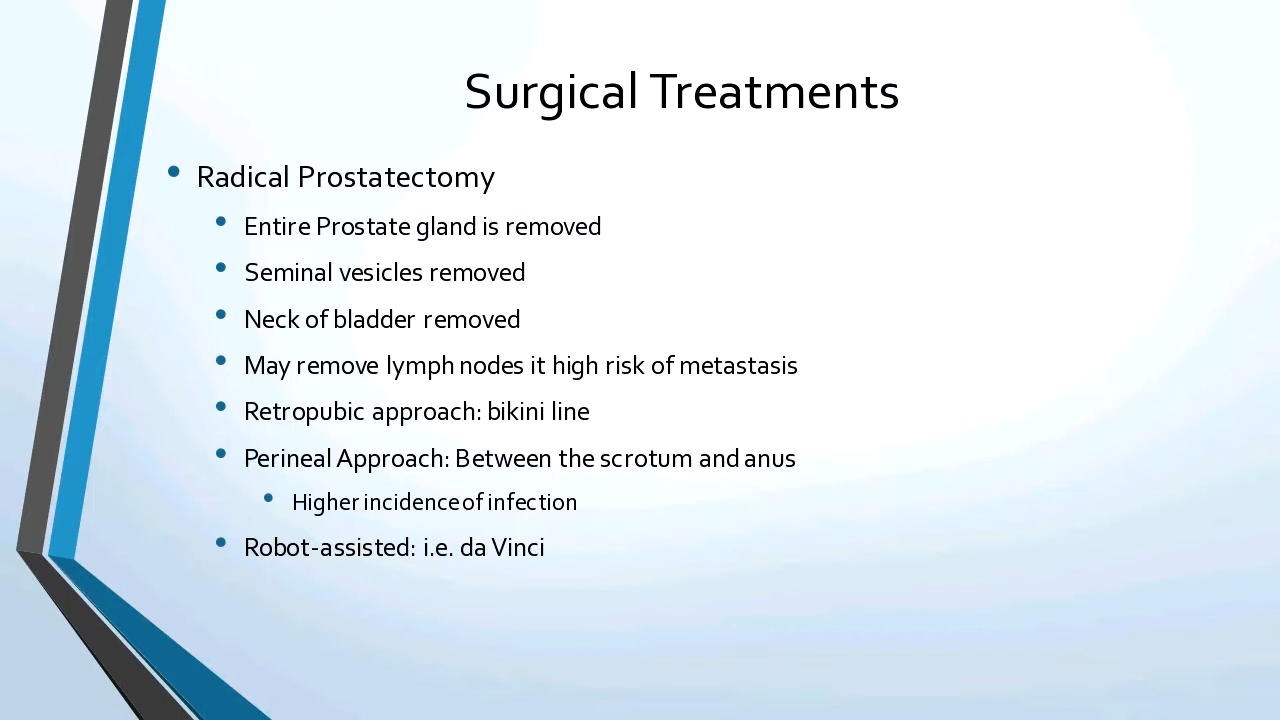 Surgical Treatments
• Radical Prostatectomy
• Entire Prostate gland is removed
• Seminal vesicles removed
• Neck of bladder removed
• May remove lymph nodes it high risk of metastasis
• Retropubic approach: bikini line
• Perineal Approach: Between the scrotum and anus
• Higher incidence of infection
• Robot-assisted: i.e. da Vinci